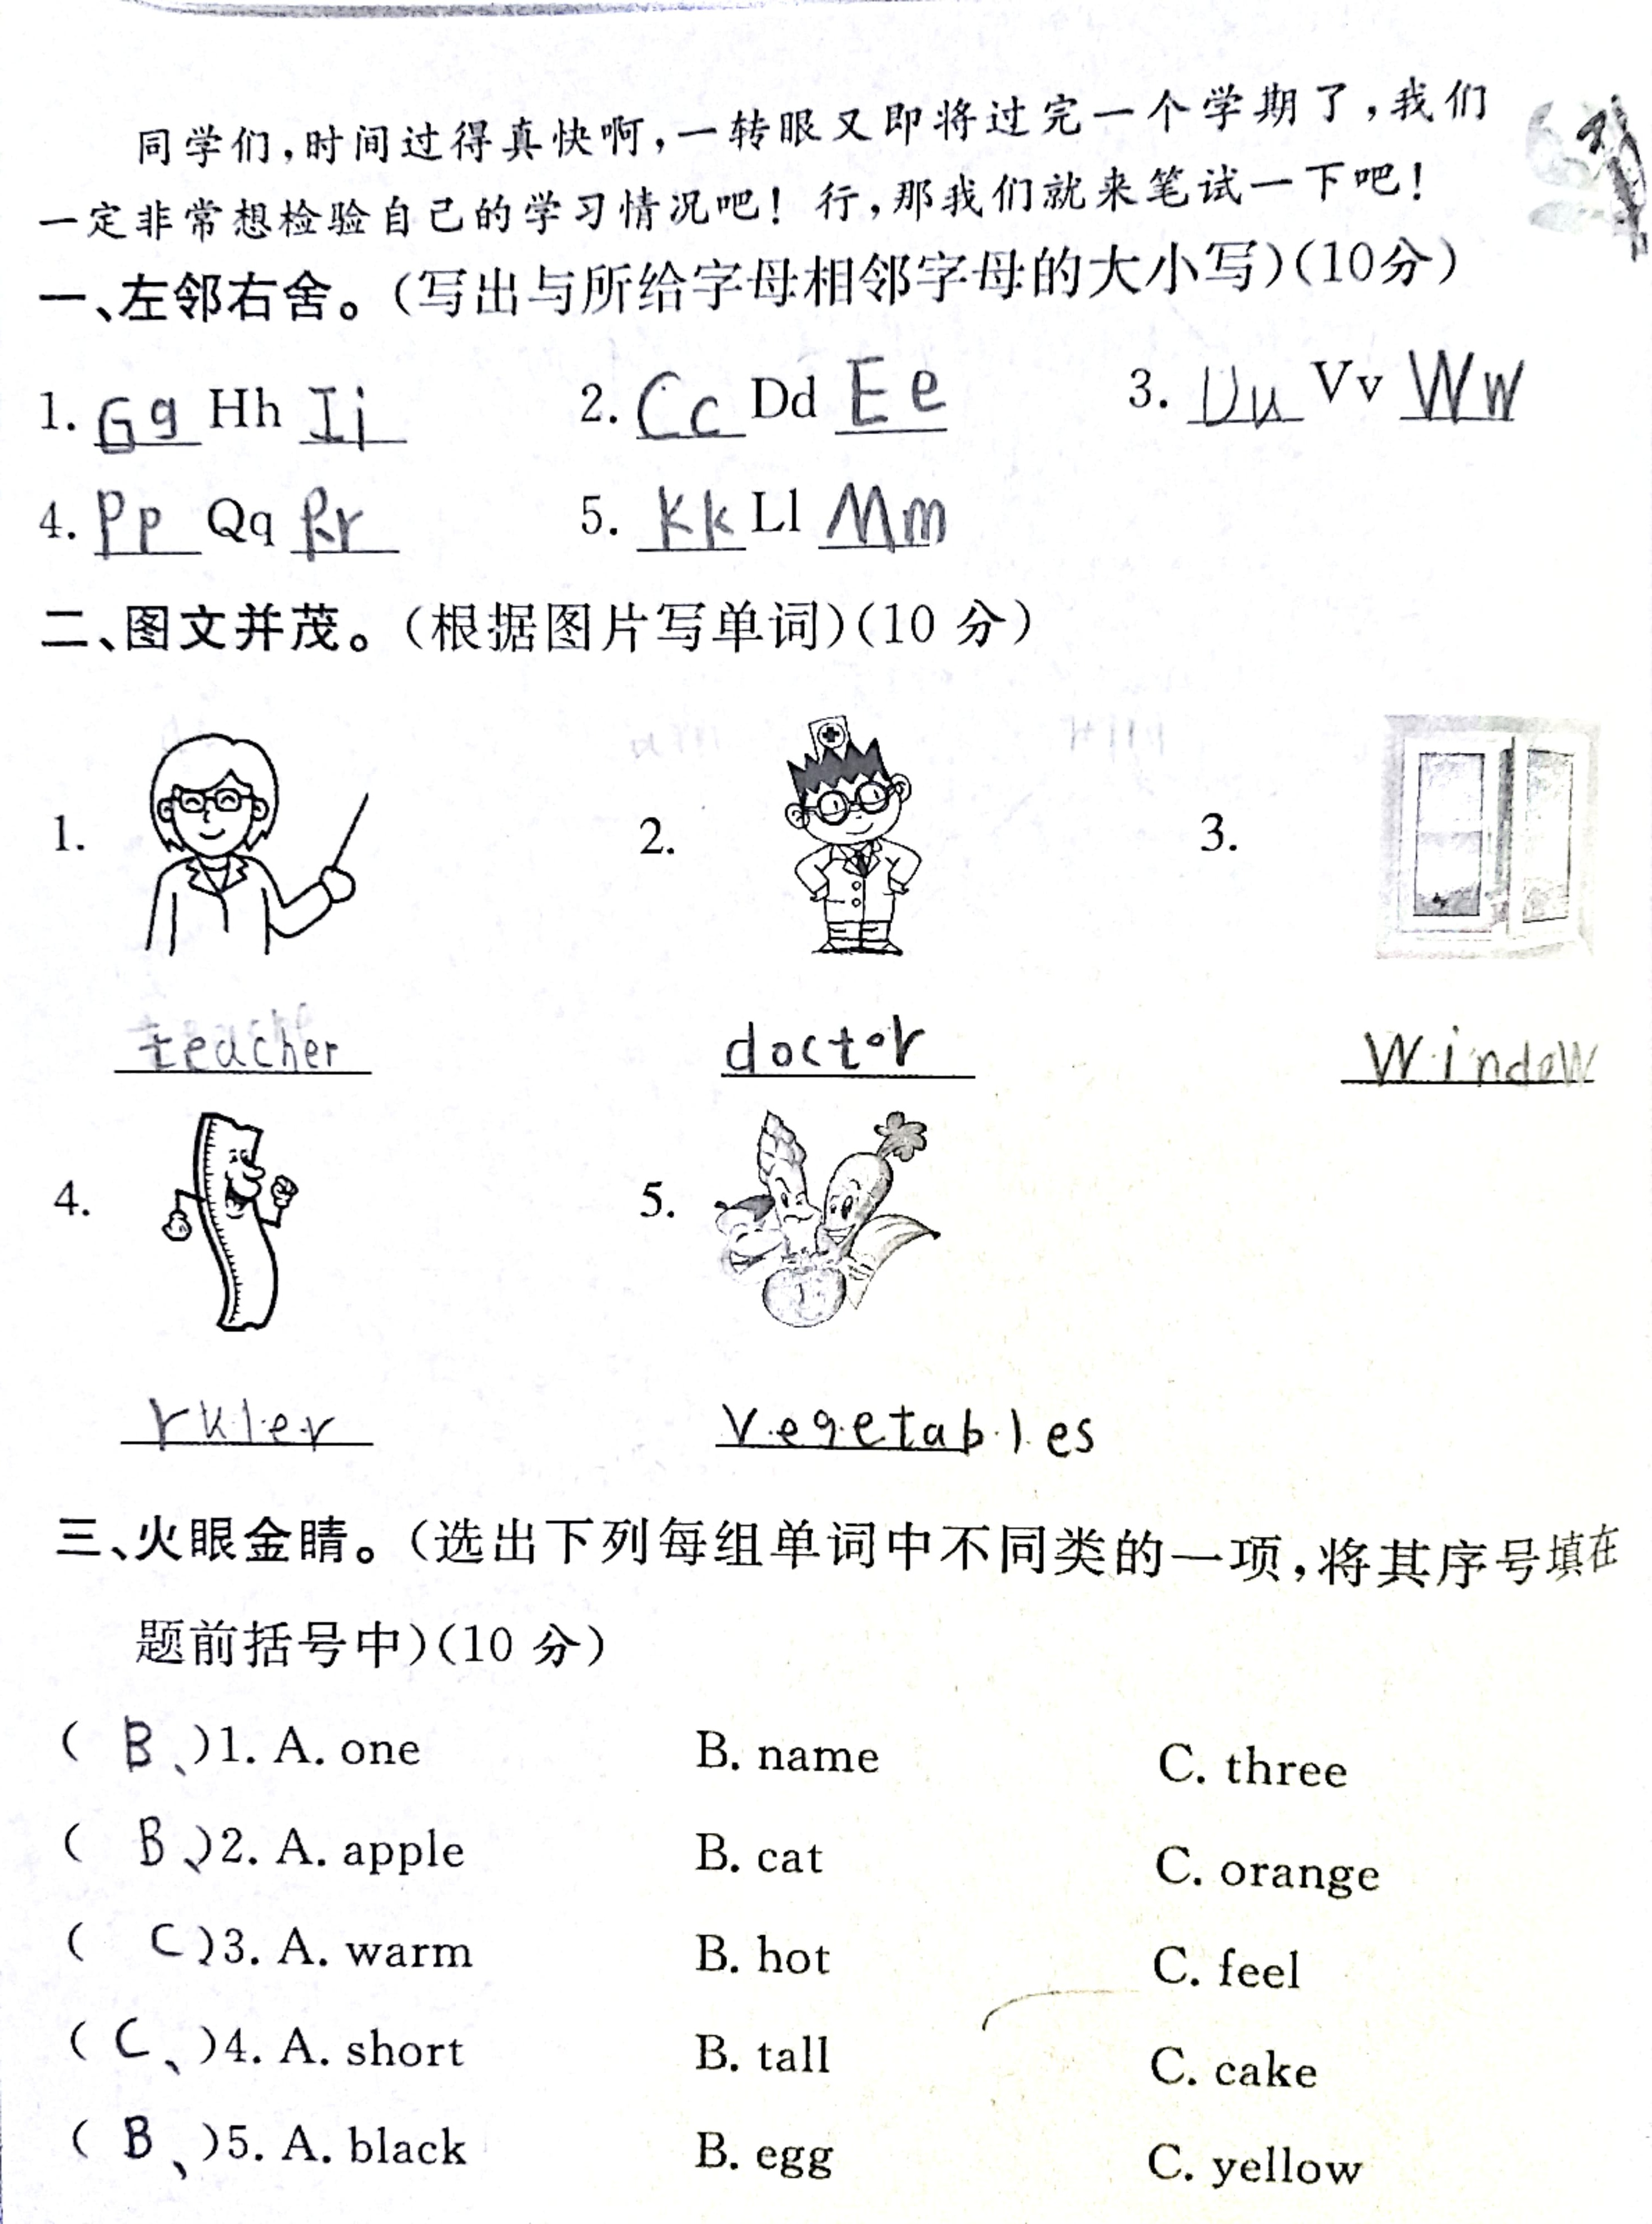 同学们,时间过得真快啊,一转眼又即将过完一个学期了,我们
一定非常想检验自己的学习情况吧!行,那我们就来笔试一下吧!
一、左邻右舍。(写出与所给字母相邻字母的大小写)(10分)
1. Gg Hh Ii 2. Cc Dd Ee 3. Uu Vv Ww
4. Pp Qq Rr 5. Kk Ll Mm
二、图文并茂。(根据图片写单词)(10 分)
1. 2. 3.
teacher doctor window
4. 5.
ruler vegetables
三、火眼金睛。(选出下列每组单词中不同类的一项,将其序号填在
题前括号中)(10 分)
( B、)1. A. one B. name C. three
( B、)2. A. apple B. cat C. orange
( C )3. A. warm B. hot C. feel
( C、)4. A. short B. tall C. cake
( B、)5. A. black B. egg C. yellow